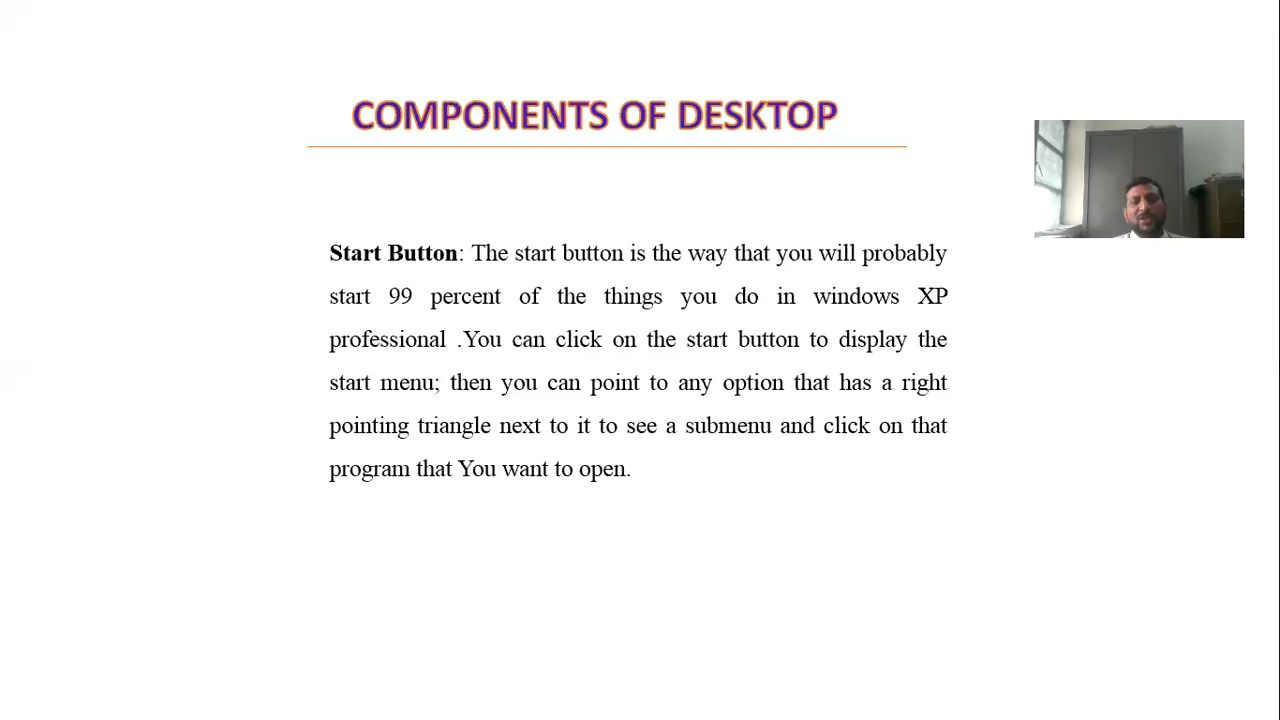 COMPONENTS OF DESKTOP
Start Button: The start button is the way that you will probably
start 99 percent of the things you do in windows XP
professional .You can click on the start button to display the
start menu; then you can point to any option that has a right
pointing triangle next to it to see a submenu and click on that
program that You want to open.